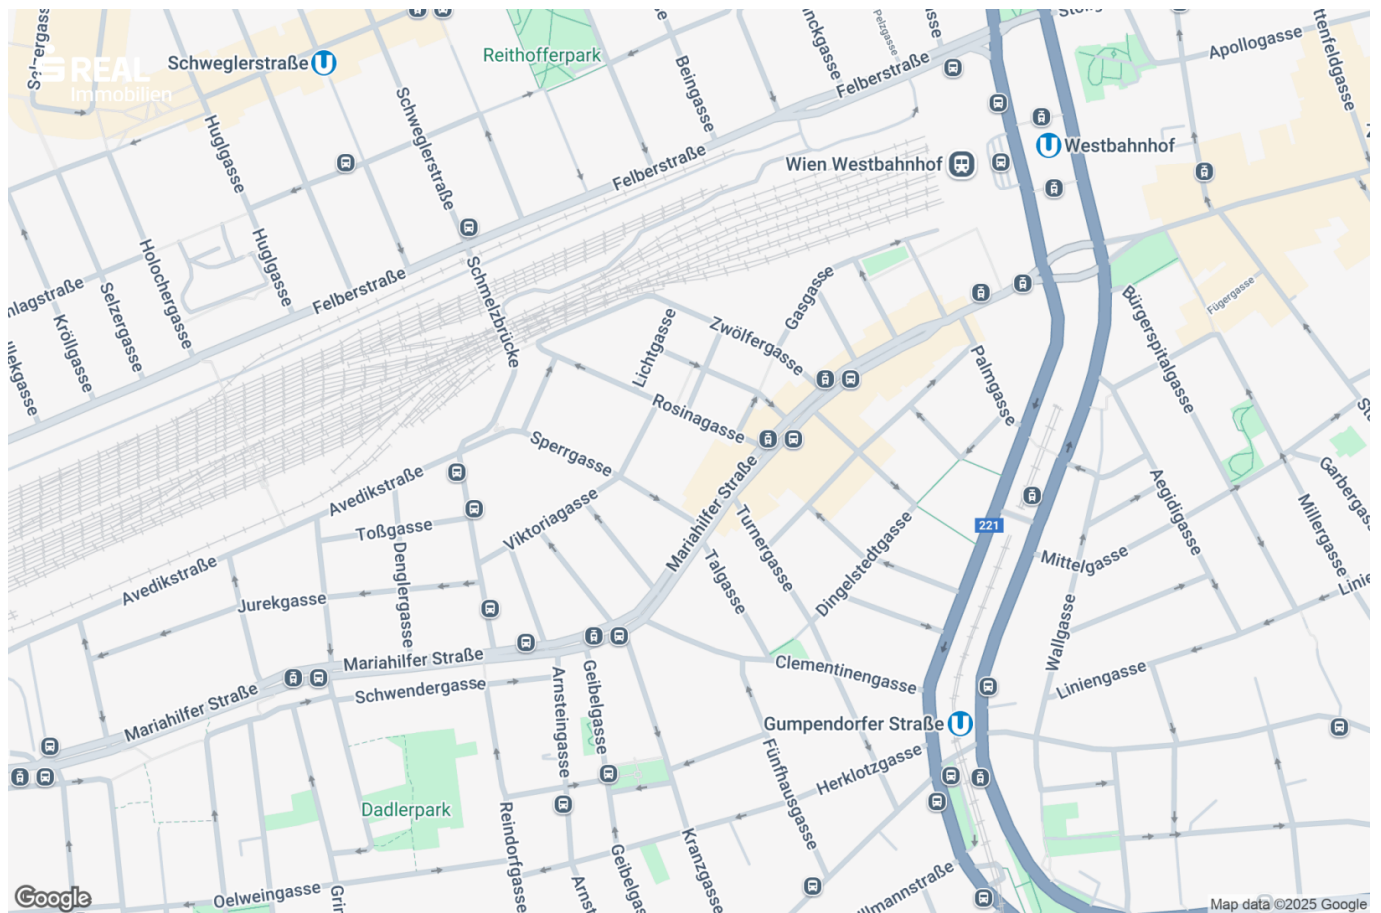 Schweglerstraße
REAL
Immobilien
Reithofferpark
Pelzgasse
Beingasse
Felberstraße
Apollogasse
Westbahnhof
Wien Westbahnhof
Huglgasse
Schweglerstraße
Felberstraße
Holochergasse
Huglgasse
Selzergasse
Kröllgasse
Felberstraße
Schmelzbrücke
Lichtgasse
Zwölfergasse
Gasgasse
Bürgerspitalgasse
Fügergasse
Palmgasse
Rosinagasse
Sperrgasse
Mariahilfer Straße
Avedikstraße
Viktoriagasse
Toßgasse
Denglergasse
Turnergasse
Talgasse
Dingelstedtgasse
221
Aegidigasse
Millergasse
Mittelgasse
Wallgasse
Avedikstraße
Jurekgasse
Mariahilfer Straße
Schwendergasse
Arnsteingasse
Geibelgasse
Clementinengasse
Liniengasse
Mariahilfer Straße
Gumpendorfer Straße
Fünfhausgasse
Herklotzgasse
Dadlerpark
Reindorfgasse
Kranzgasse
Oelweingasse
Google
Map data ©2025 Google